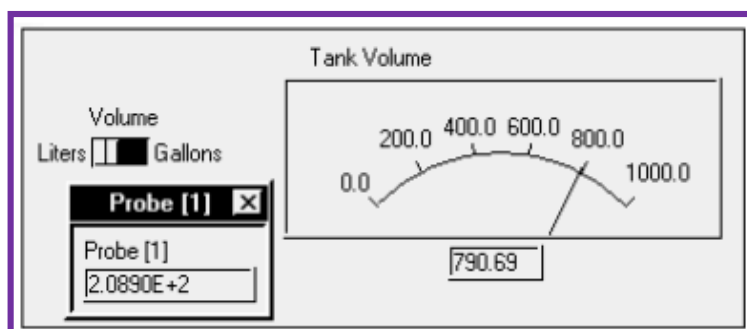 Tank Volume
Volume
Liters Gallons
0.0 200.0 400.0 600.0 800.0 1000.0
Probe [1]
Probe [1]
2.0890E+2
790.69